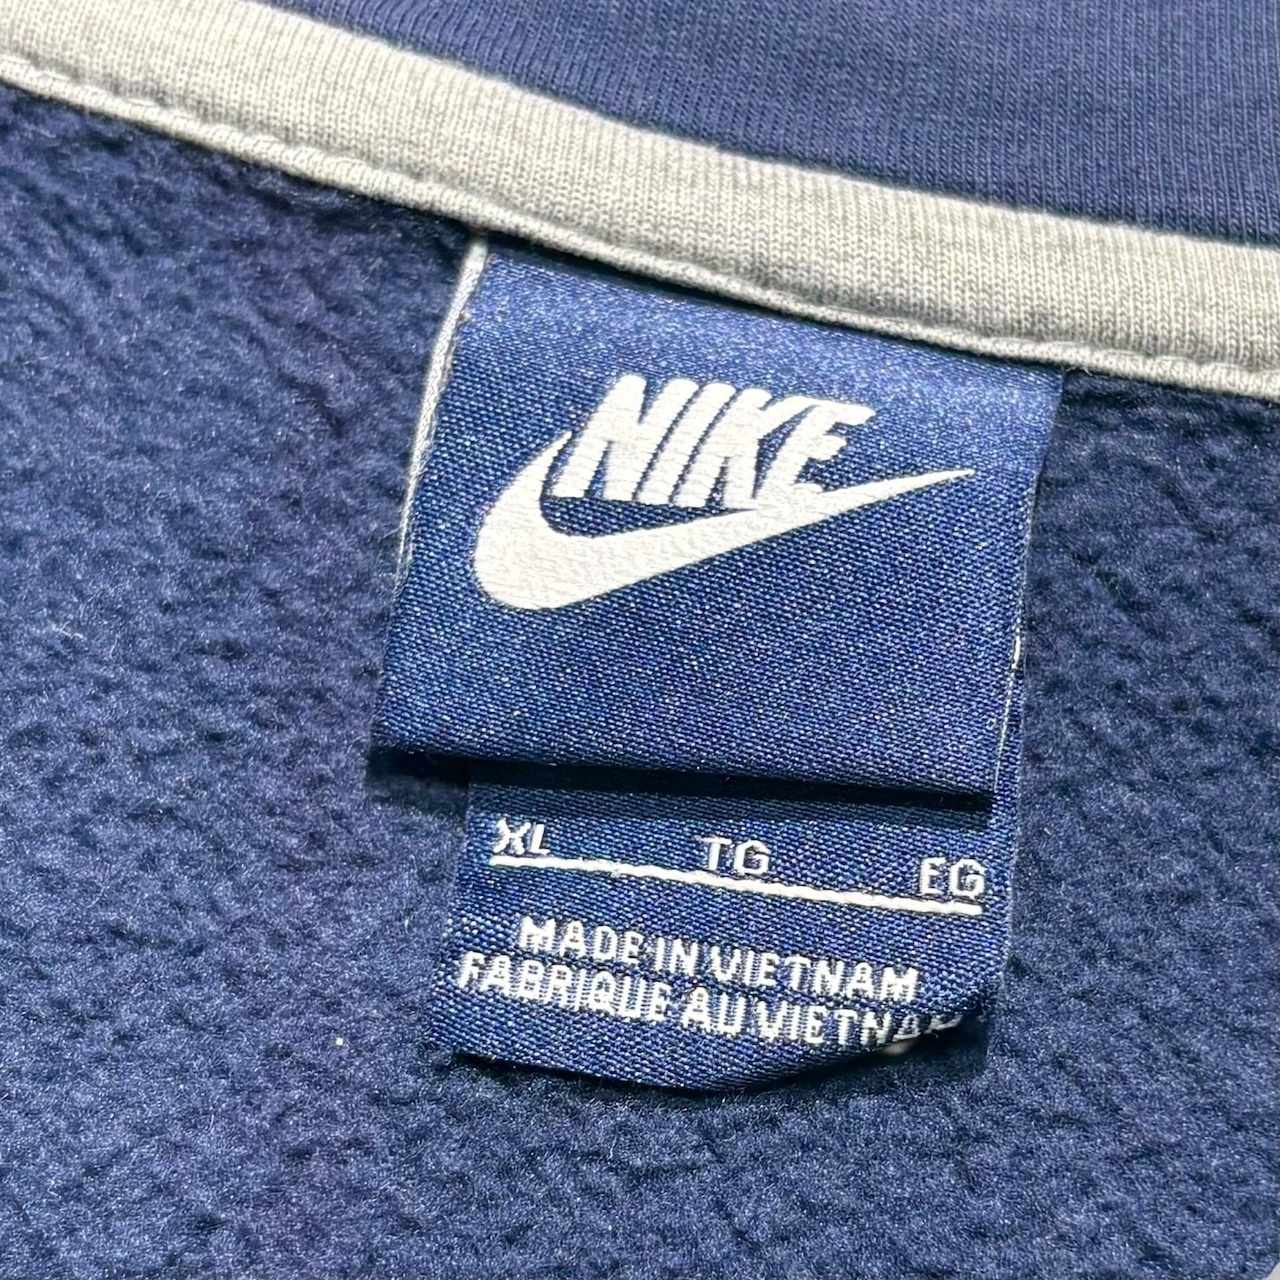 NIKE
XL TG EG
MADE IN VIETNAM
FABRIQUE AU VIETNAM